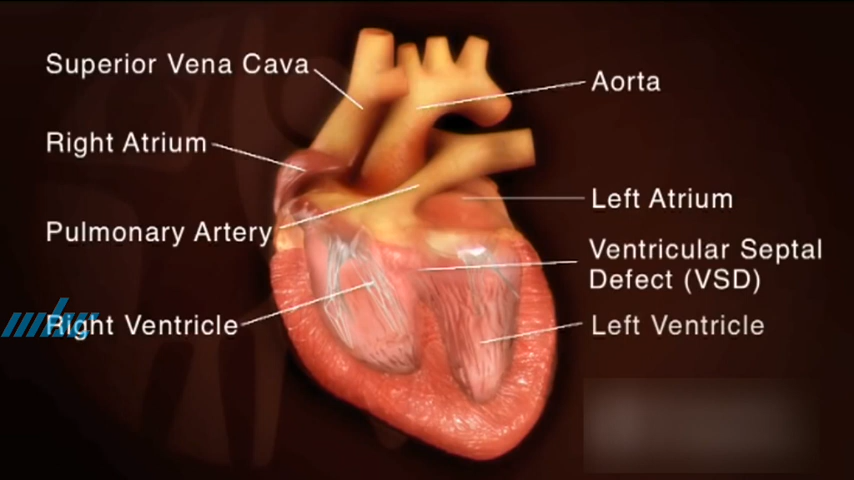 Superior Vena Cava
Aorta
Right Atrium
Left Atrium
Pulmonary Artery
Ventricular Septal
Defect (VSD)
Right Ventricle
Left Ventricle